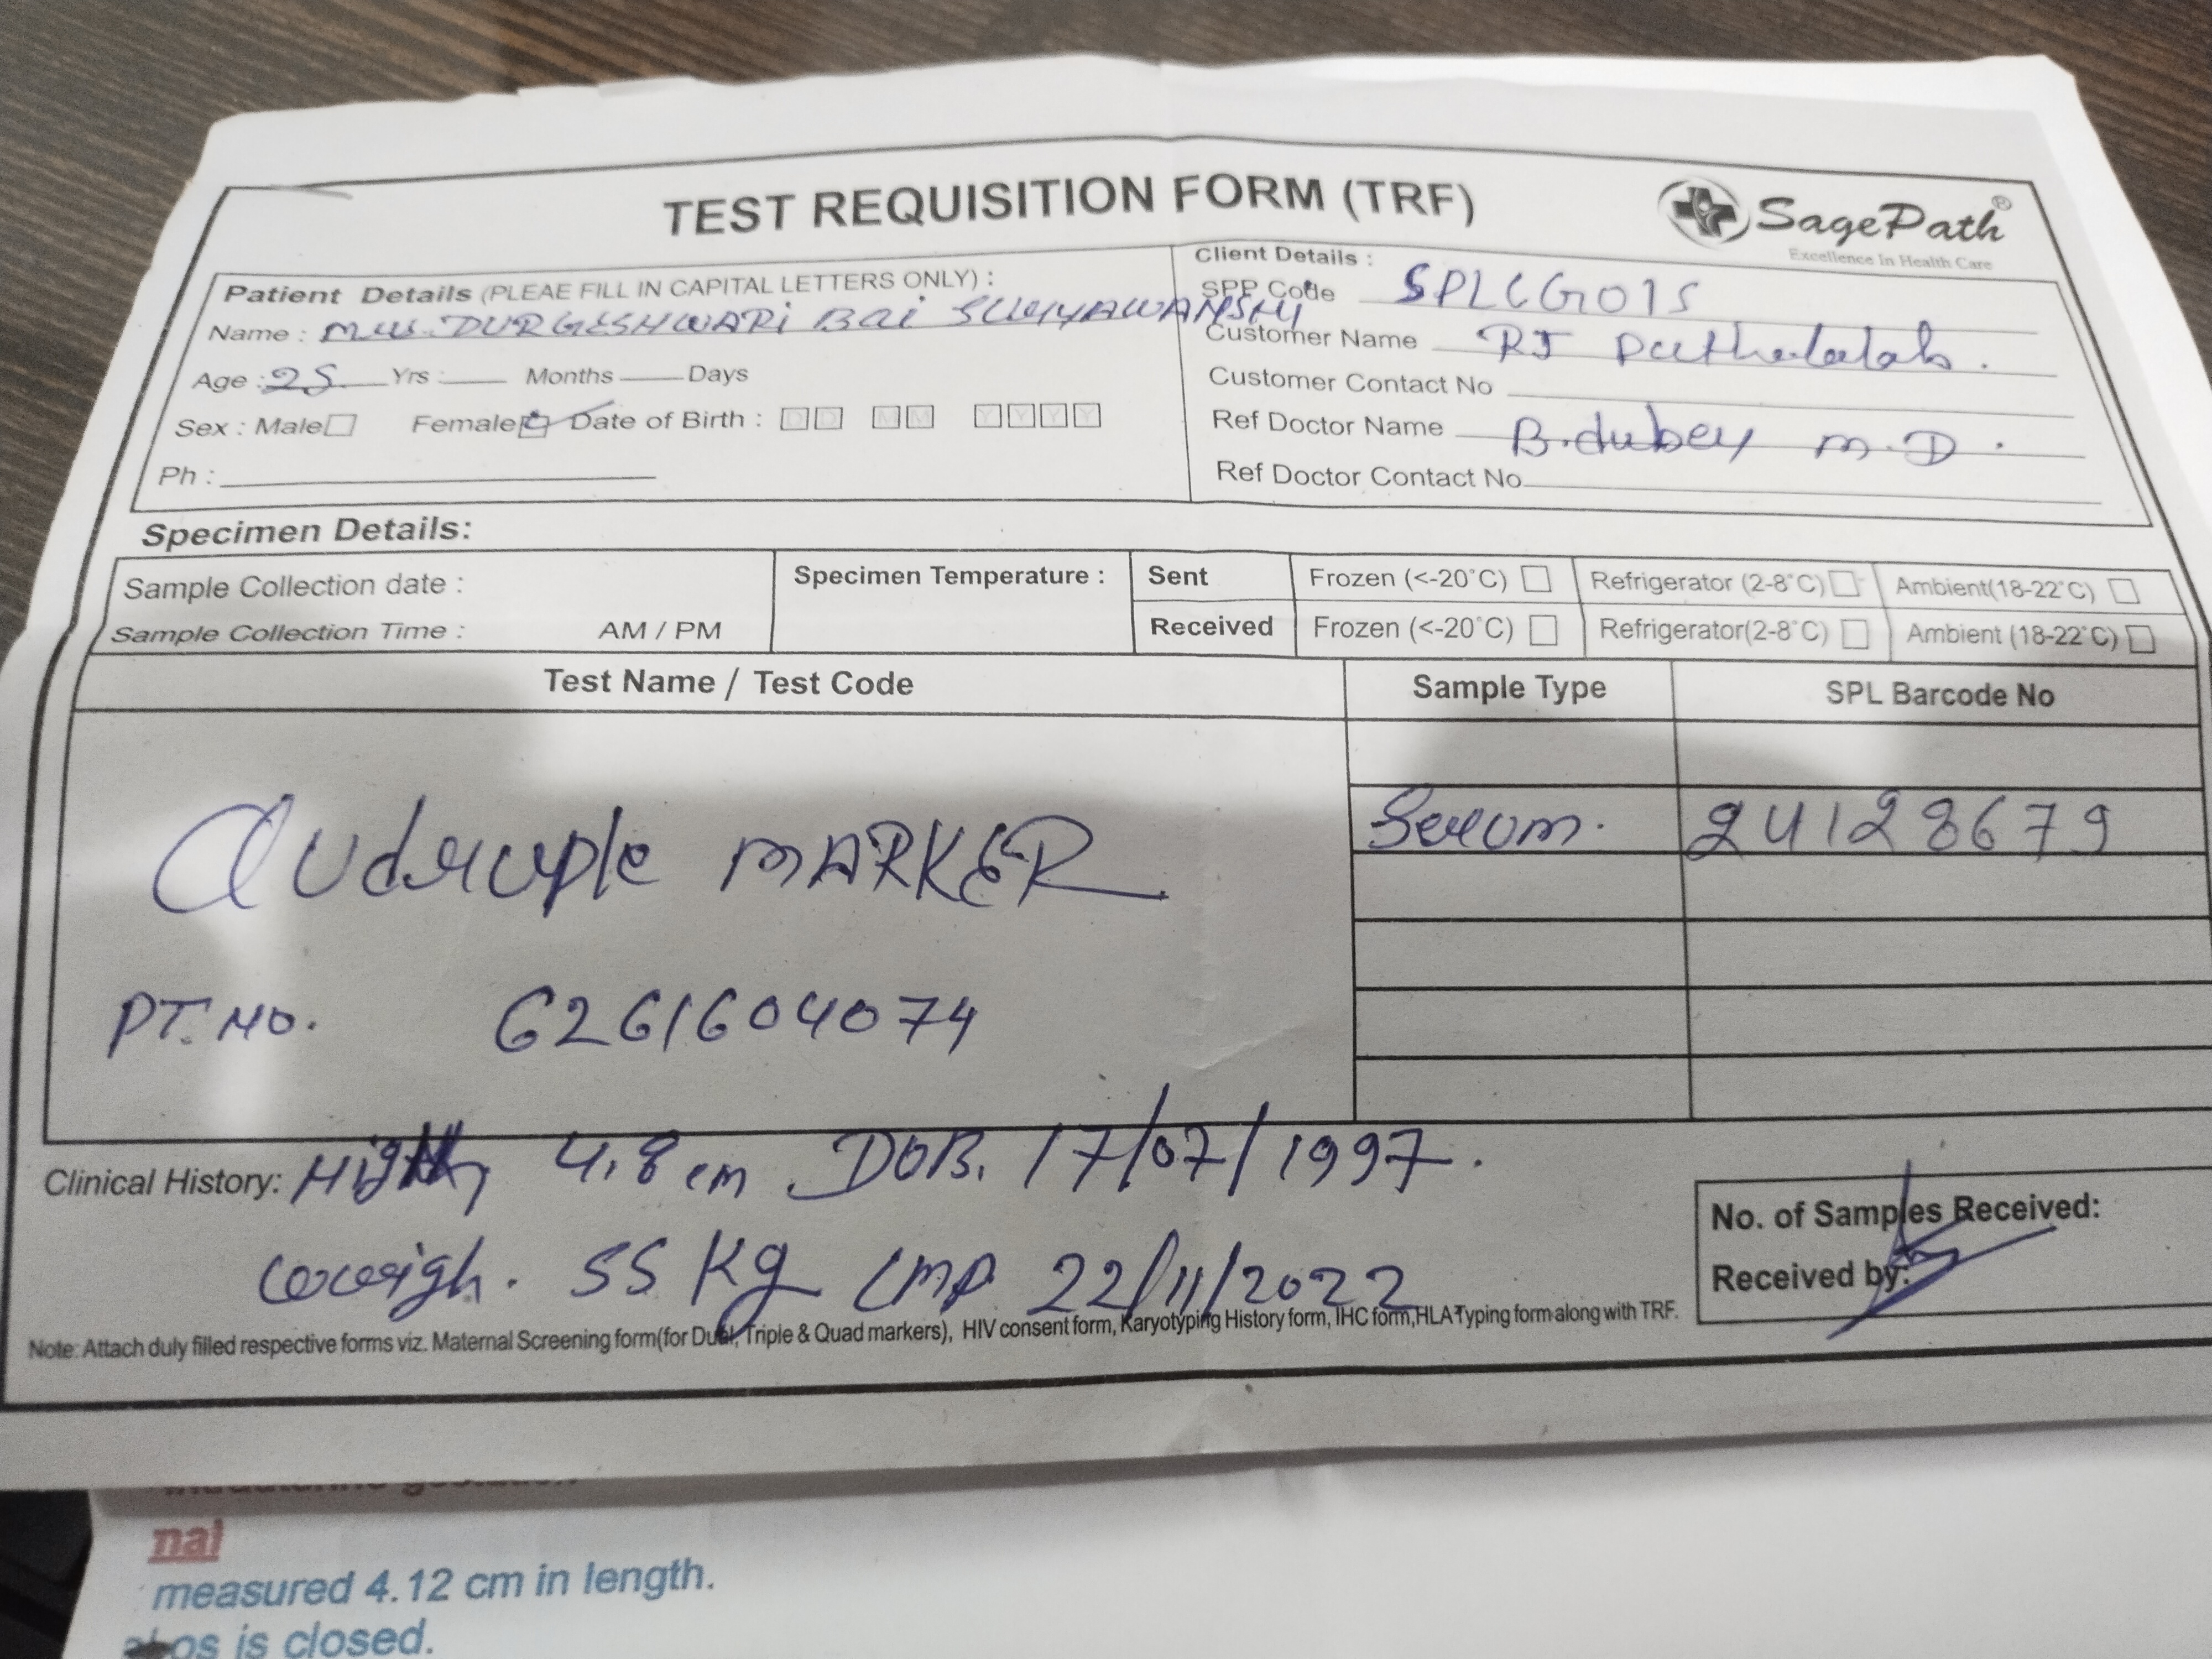 TEST REQUISITION FORM (TRF)
SagePath®
Excellence In Health Care
Patient Details (PLEAE FILL IN CAPITAL LETTERS ONLY) :
Name : DURGESHWARI BAi SURYAWANSHI
Age : 25 Yrs Months Days
Sex : Male Female Date of Birth : D D M M Y Y Y Y
Ph :
Client Details :
SPP Code SPLCG015
Customer Name RJ
Customer Contact No
Ref Doctor Name B.dubey M.D.
Ref Doctor Contact No
Specimen Details:
Sample Collection date :
Sample Collection Time : AM / PM
Specimen Temperature :
Sent Frozen (<-20°C) Refrigerator (2-8°C) Ambient(18-22°C)
Received Frozen (<-20°C) Refrigerator(2-8°C) Ambient (18-22°C)
Test Name / Test Code Sample Type SPL Barcode No
Serum. 24128679
Qudruple MARKER
PT. NO. 6261604074
Clinical History: 4.8 cm. DOB. 17/07/1997.
55 Kg LMP 22/11/2022
No. of Samples Received:
Received by:
Note: Attach duly filled respective forms viz. Maternal Screening form(for Dual, Triple & Quad markers), HIV consent form, Karyotyping History form, IHC form,HLA Typing form along with TRF.
nal
measured 4.12 cm in length.
os is closed.